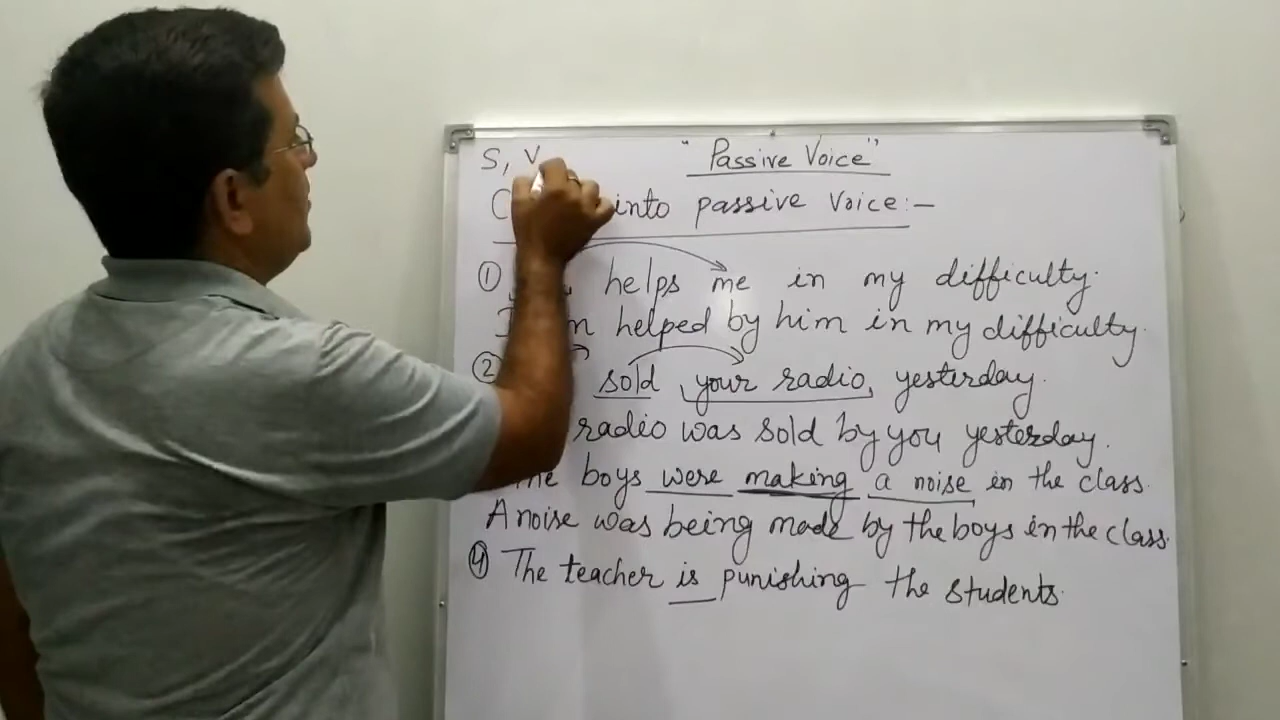 S, V
"Passive Voice"
into passive voice:-
① helps me in my difficulty.
I helped by him in my difficulty.
② sold your radio, yesterday.
radio was sold by you yesterday.
boys were making a noise in the class.
A noise was being made by the boys in the class.
④ The teacher is punishing the students.